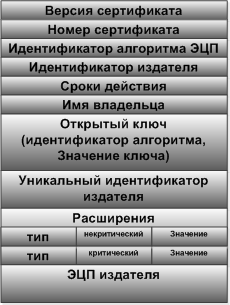 Версия сертификата
Номер сертификата
Идентификатор алгоритма ЭЦП
Идентификатор издателя
Сроки действия
Имя владельца
Открытый ключ
(идентификатор алгоритма,
Значение ключа)
Уникальный идентификатор
издателя
Расширения
тип некритический Значение
тип критический Значение
ЭЦП издателя